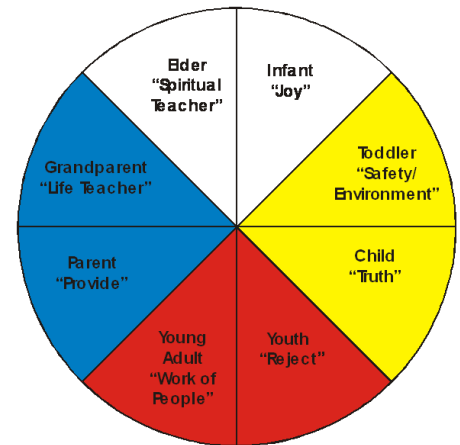 Elder
“Spiritual
Teacher”
Infant
“Joy”
Toddler
“Safety/
Environment”
Child
“Truth”
Youth
“Reject”
Young
Adult
“Work of
People”
Parent
“Provide”
Grandparent
“Life Teacher”